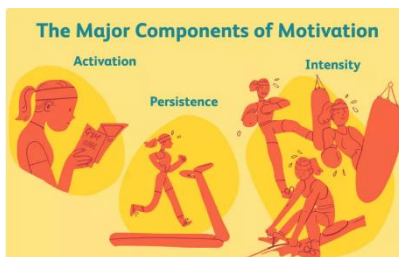 The Major Components of Motivation
Activation
Intensity
Persistence